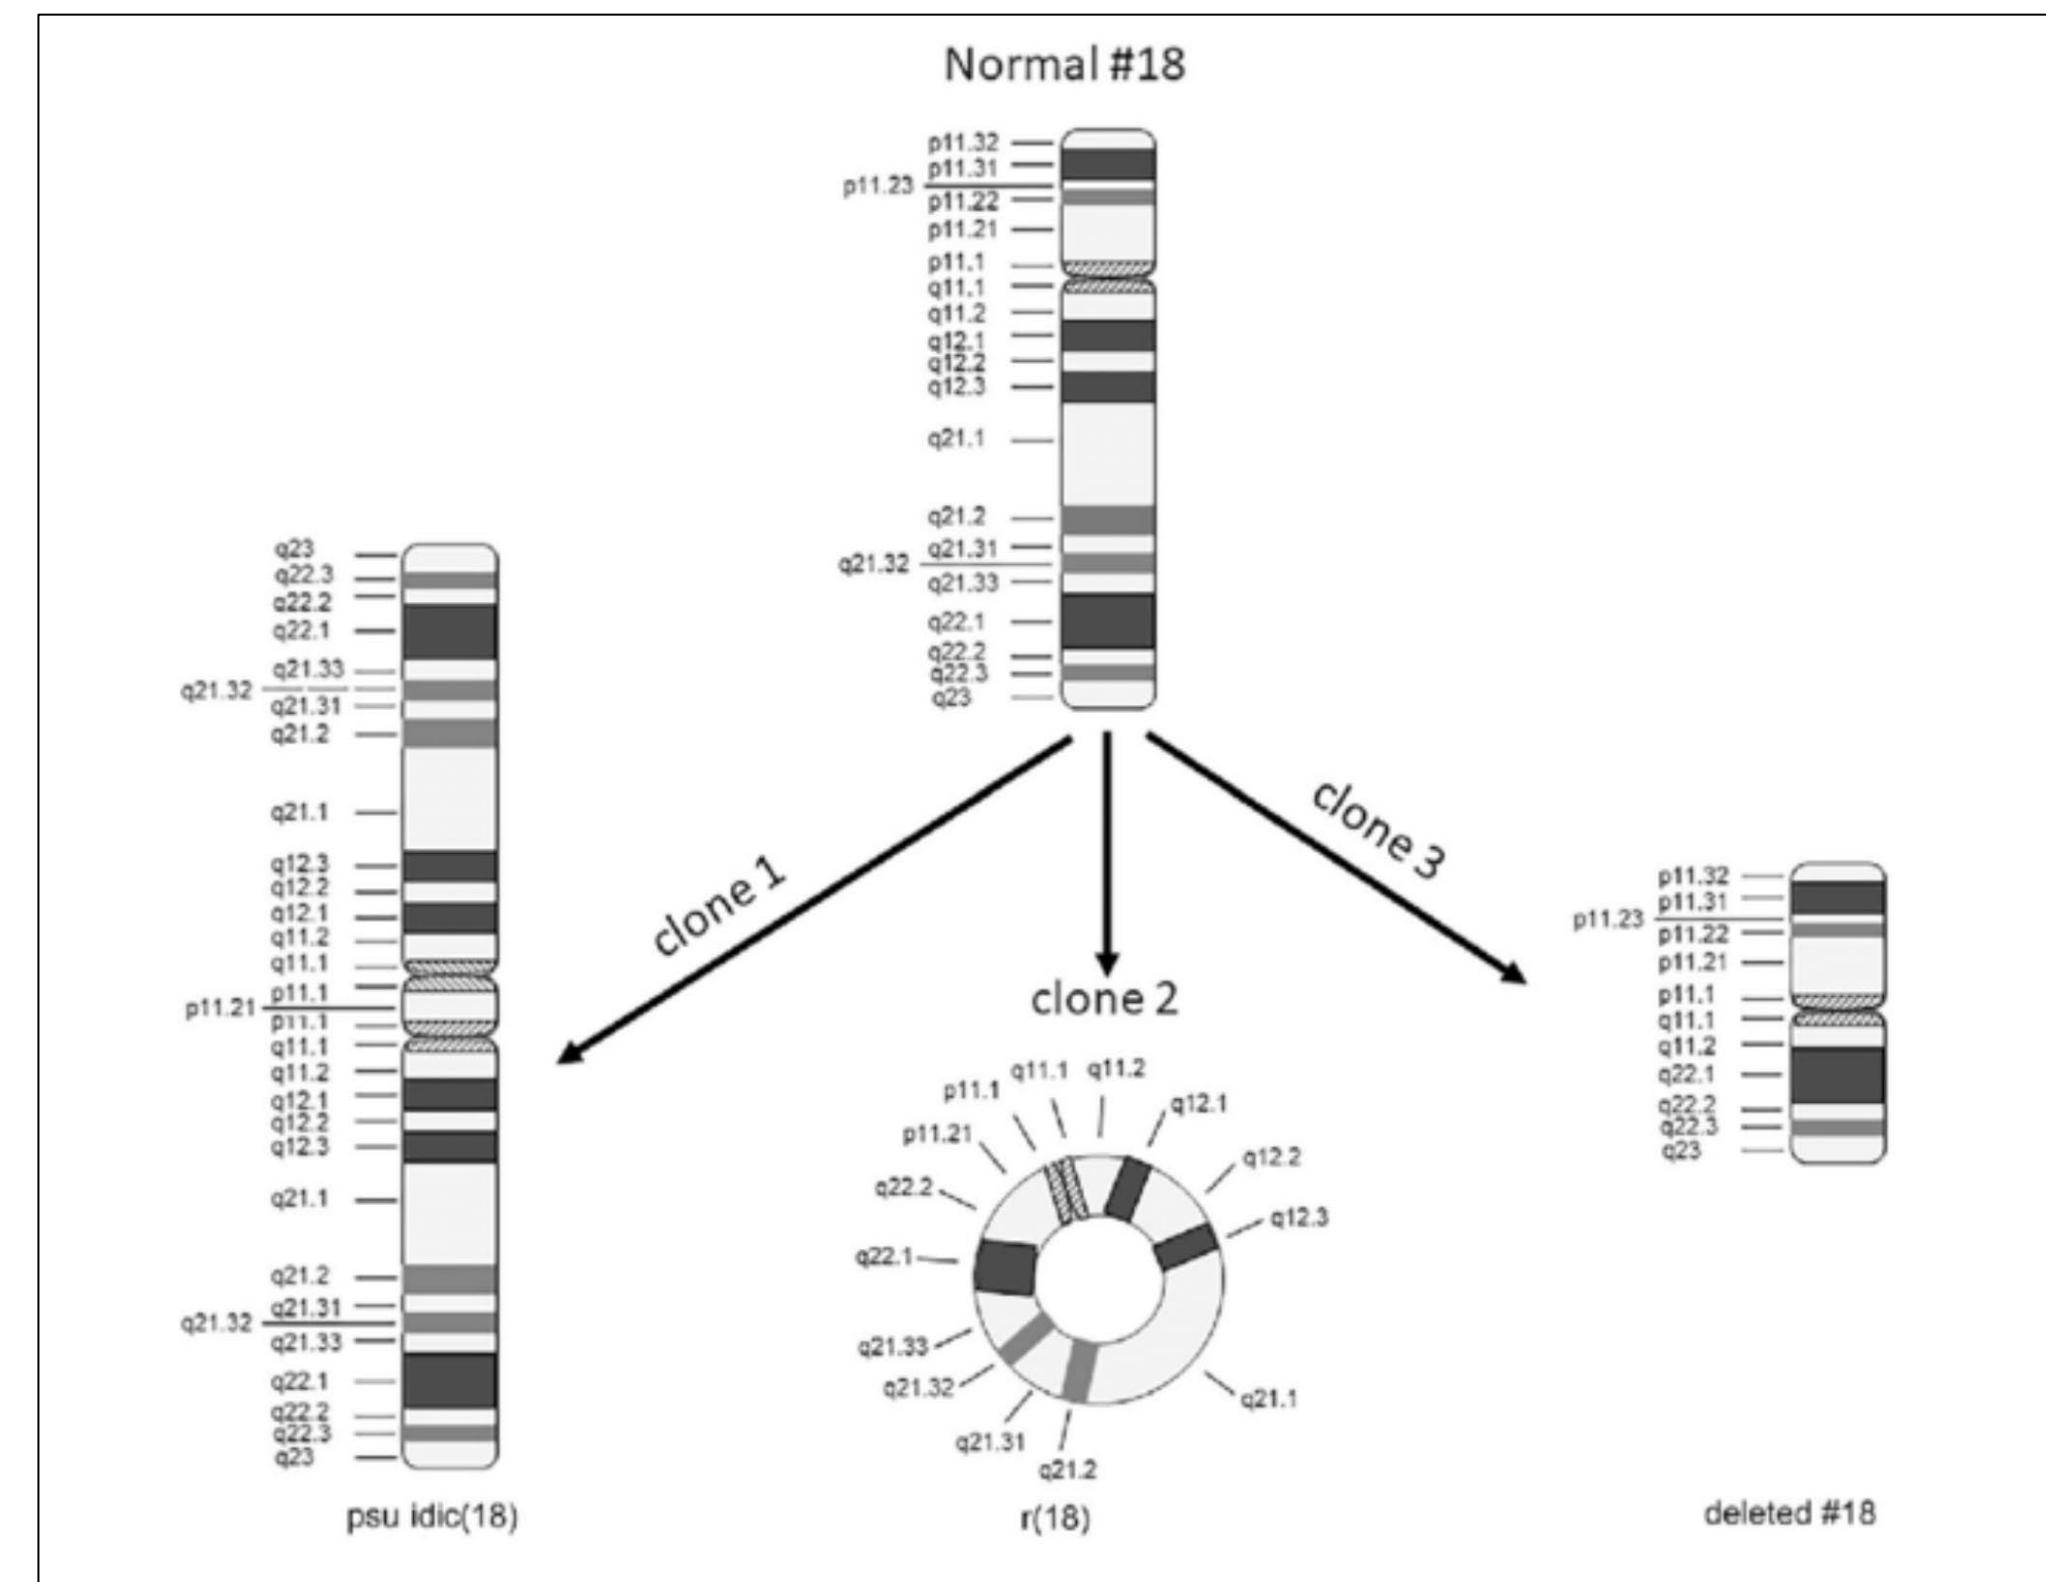 Normal #18
p11.32
p11.31
p11.23
p11.22
p11.21
p11.1
q11.1
q11.2
q12.1
q12.2
q12.3
q21.1
q21.2
q21.31
q21.32
q21.33
q22.1
q22.2
q22.3
q23
clone 1
clone 2
clone 3
q23
q22.3
q22.2
q22.1
q21.33
q21.32
q21.31
q21.2
q21.1
q12.3
q12.2
q12.1
q11.2
q11.1
p11.1
p11.21
p11.1
q11.1
q11.2
q12.1
q12.2
q12.3
q21.1
q21.2
q21.31
q21.32
q21.33
q22.1
q22.2
q22.3
q23
psu idic(18)
p11.1
q11.1
q11.2
q12.1
q12.2
q12.3
q21.1
q21.2
q21.31
q21.32
q21.33
q22.1
q22.2
p11.21
r(18)
p11.32
p11.31
p11.23
p11.22
p11.21
p11.1
q11.1
q11.2
q22.1
q22.2
q22.3
q23
deleted #18